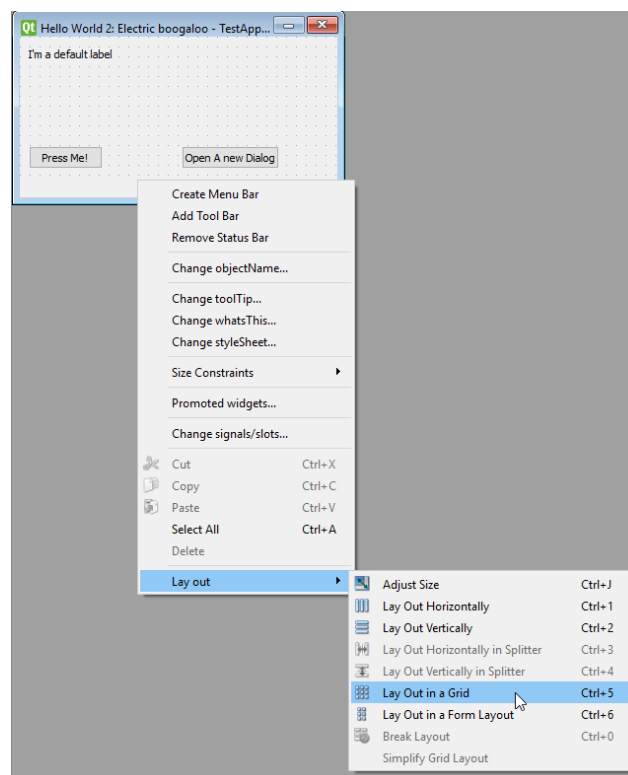 Qt Hello World 2: Electric boogaloo - TestApp...
I'm a default label
Press Me! Open A new Dialog
Create Menu Bar
Add Tool Bar
Remove Status Bar
Change objectName...
Change toolTip...
Change whatsThis...
Change styleSheet...
Size Constraints
Promoted widgets...
Change signals/slots...
Cut Ctrl+X
Copy Ctrl+C
Paste Ctrl+V
Select All Ctrl+A
Delete
Lay out
Adjust Size Ctrl+J
Lay Out Horizontally Ctrl+1
Lay Out Vertically Ctrl+2
Lay Out Horizontally in Splitter Ctrl+3
Lay Out Vertically in Splitter Ctrl+4
Lay Out in a Grid Ctrl+5
Lay Out in a Form Layout Ctrl+6
Break Layout Ctrl+0
Simplify Grid Layout